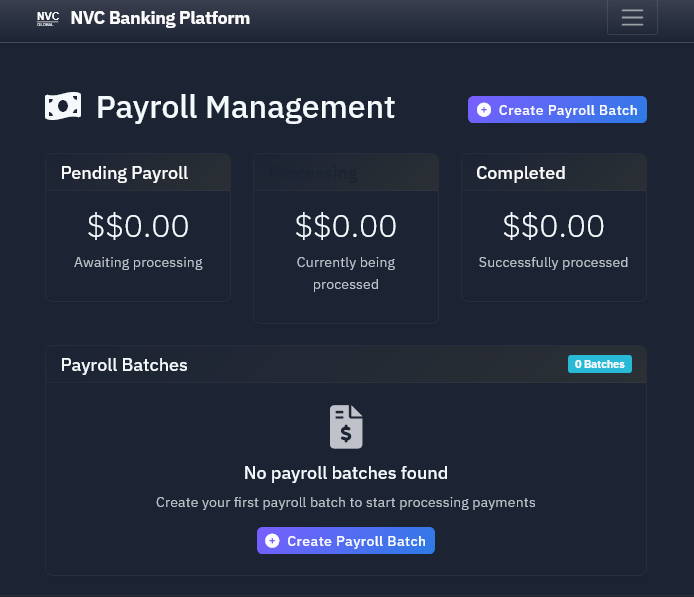 NVC
GLOBAL
NVC Banking Platform
Payroll Management
Create Payroll Batch
Pending Payroll
Processing
Completed
$$0.00
$$0.00
$$0.00
Awaiting processing
Currently being
processed
Successfully processed
Payroll Batches
0 Batches
$
No payroll batches found
Create your first payroll batch to start processing payments
Create Payroll Batch